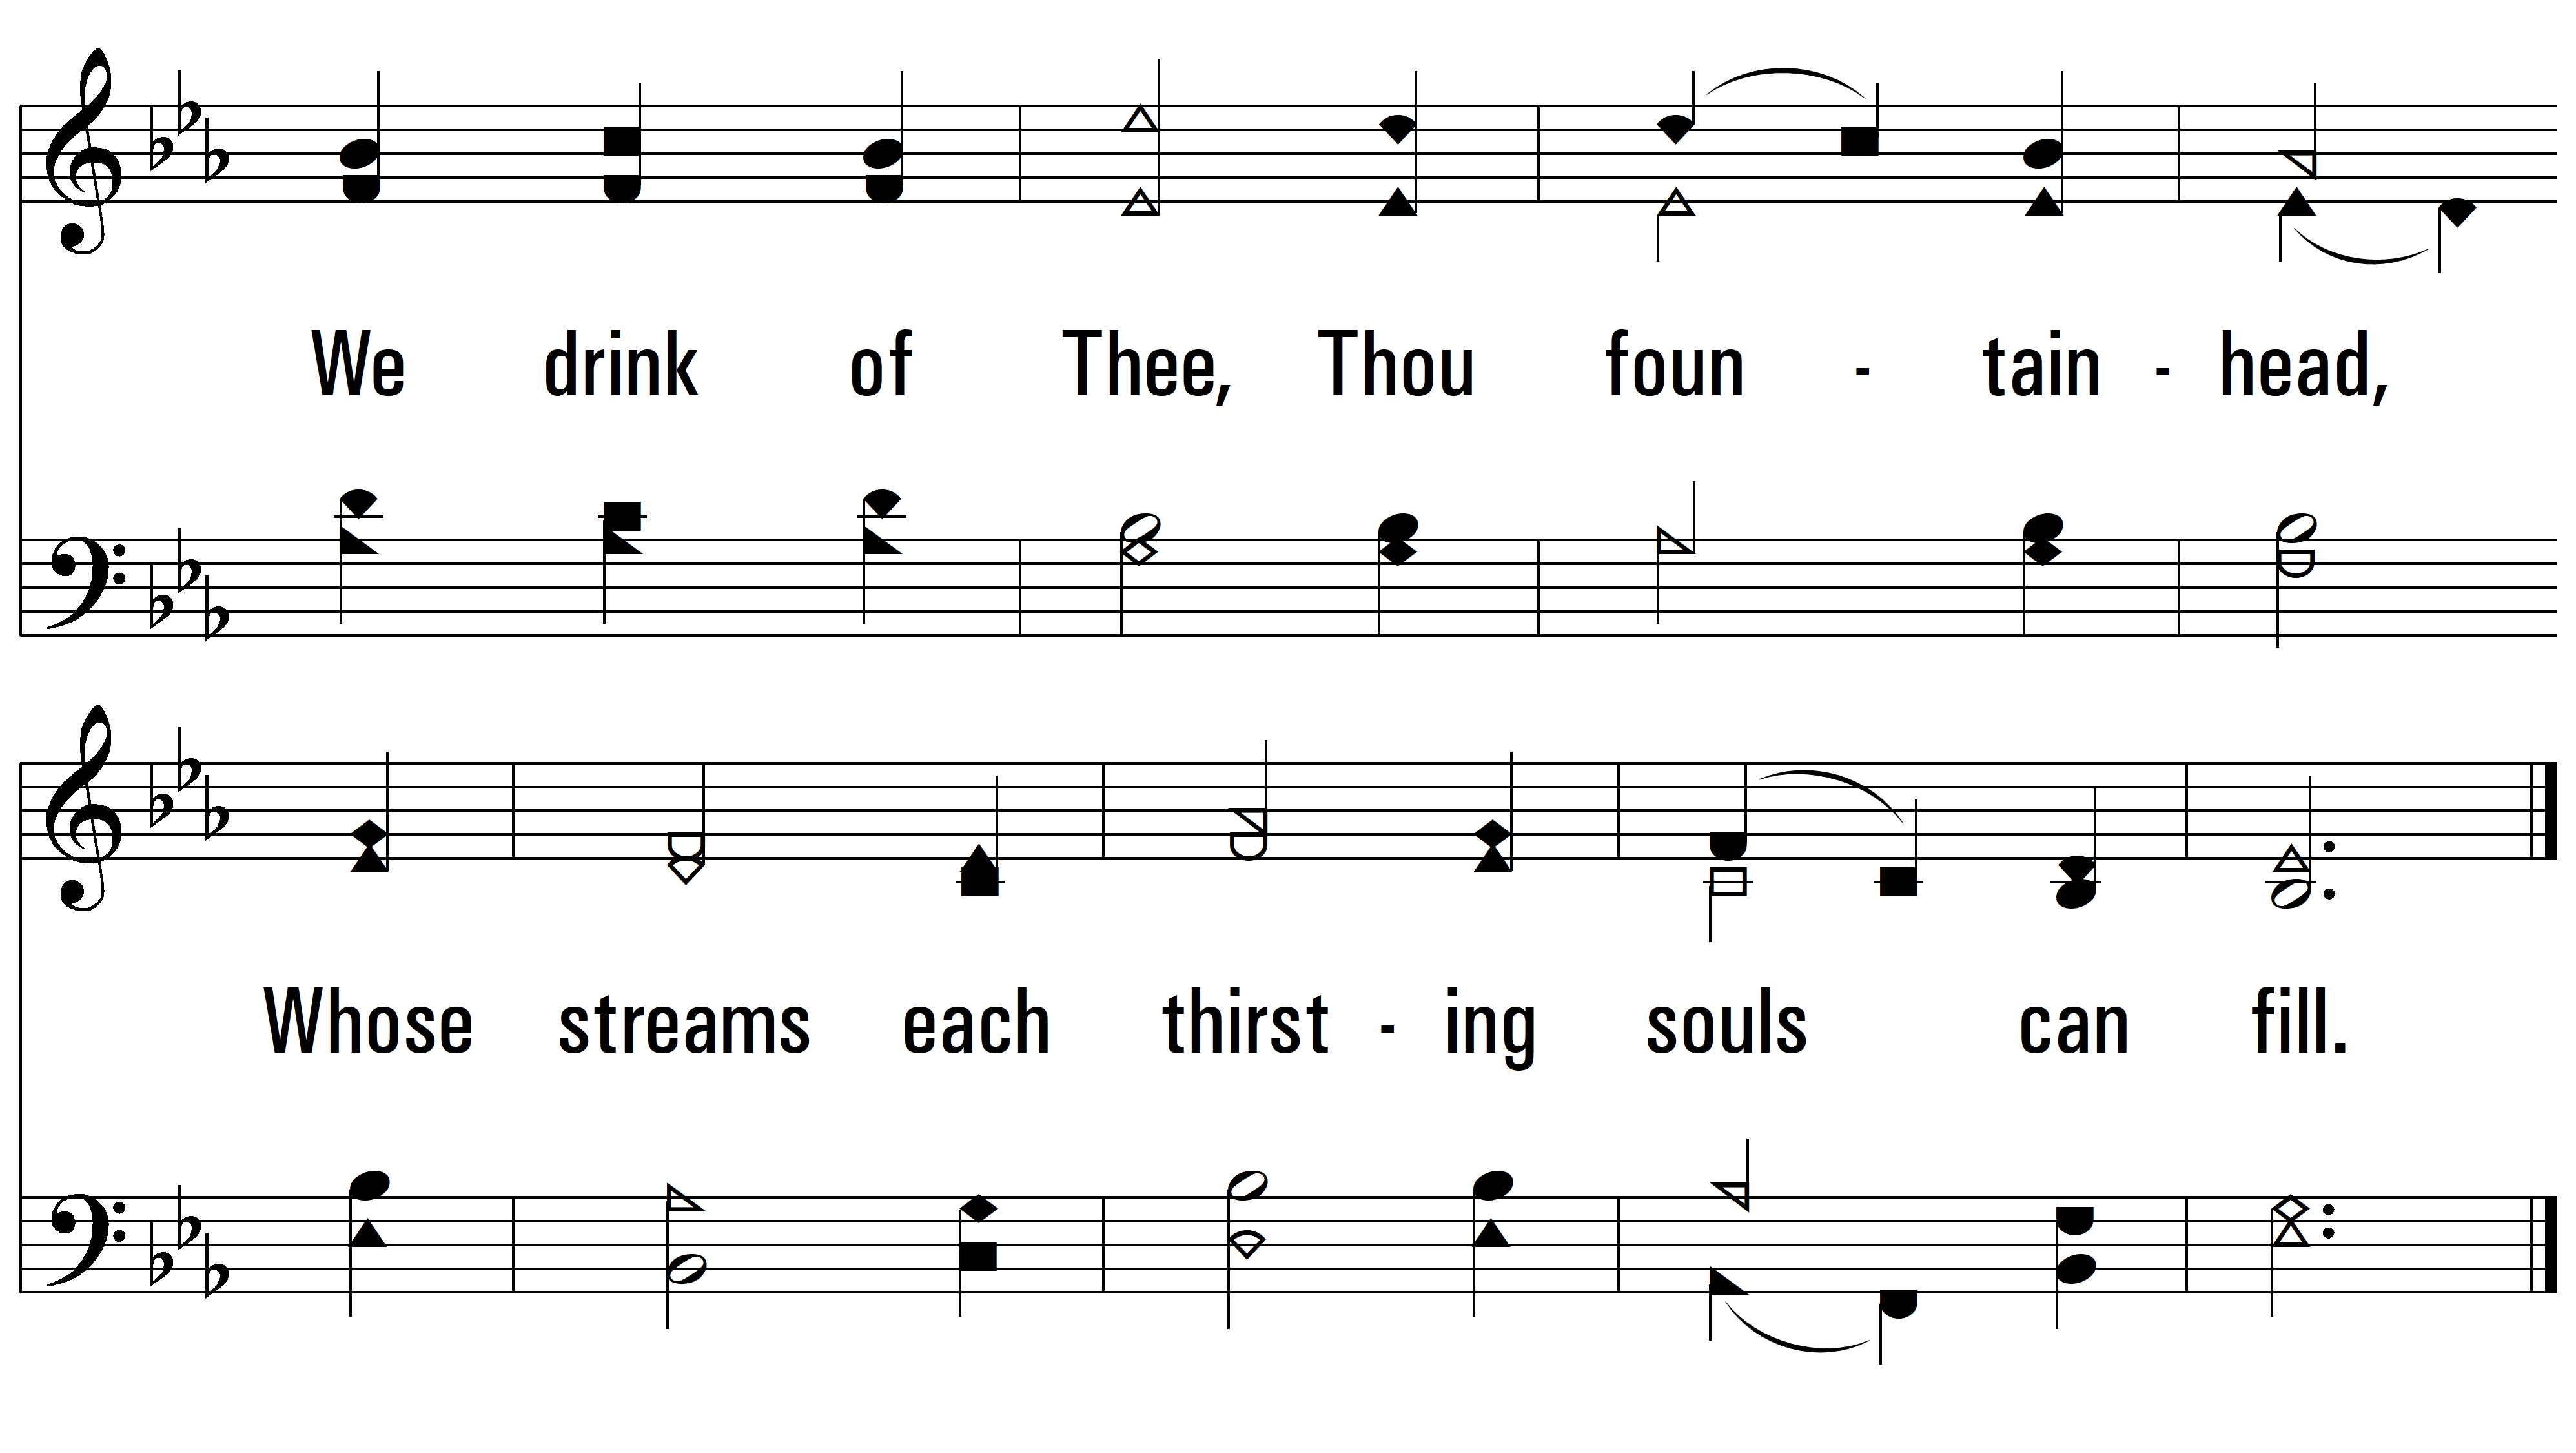 We drink of Thee, Thou foun - tain - head,
Whose streams each thirst - ing souls can fill.